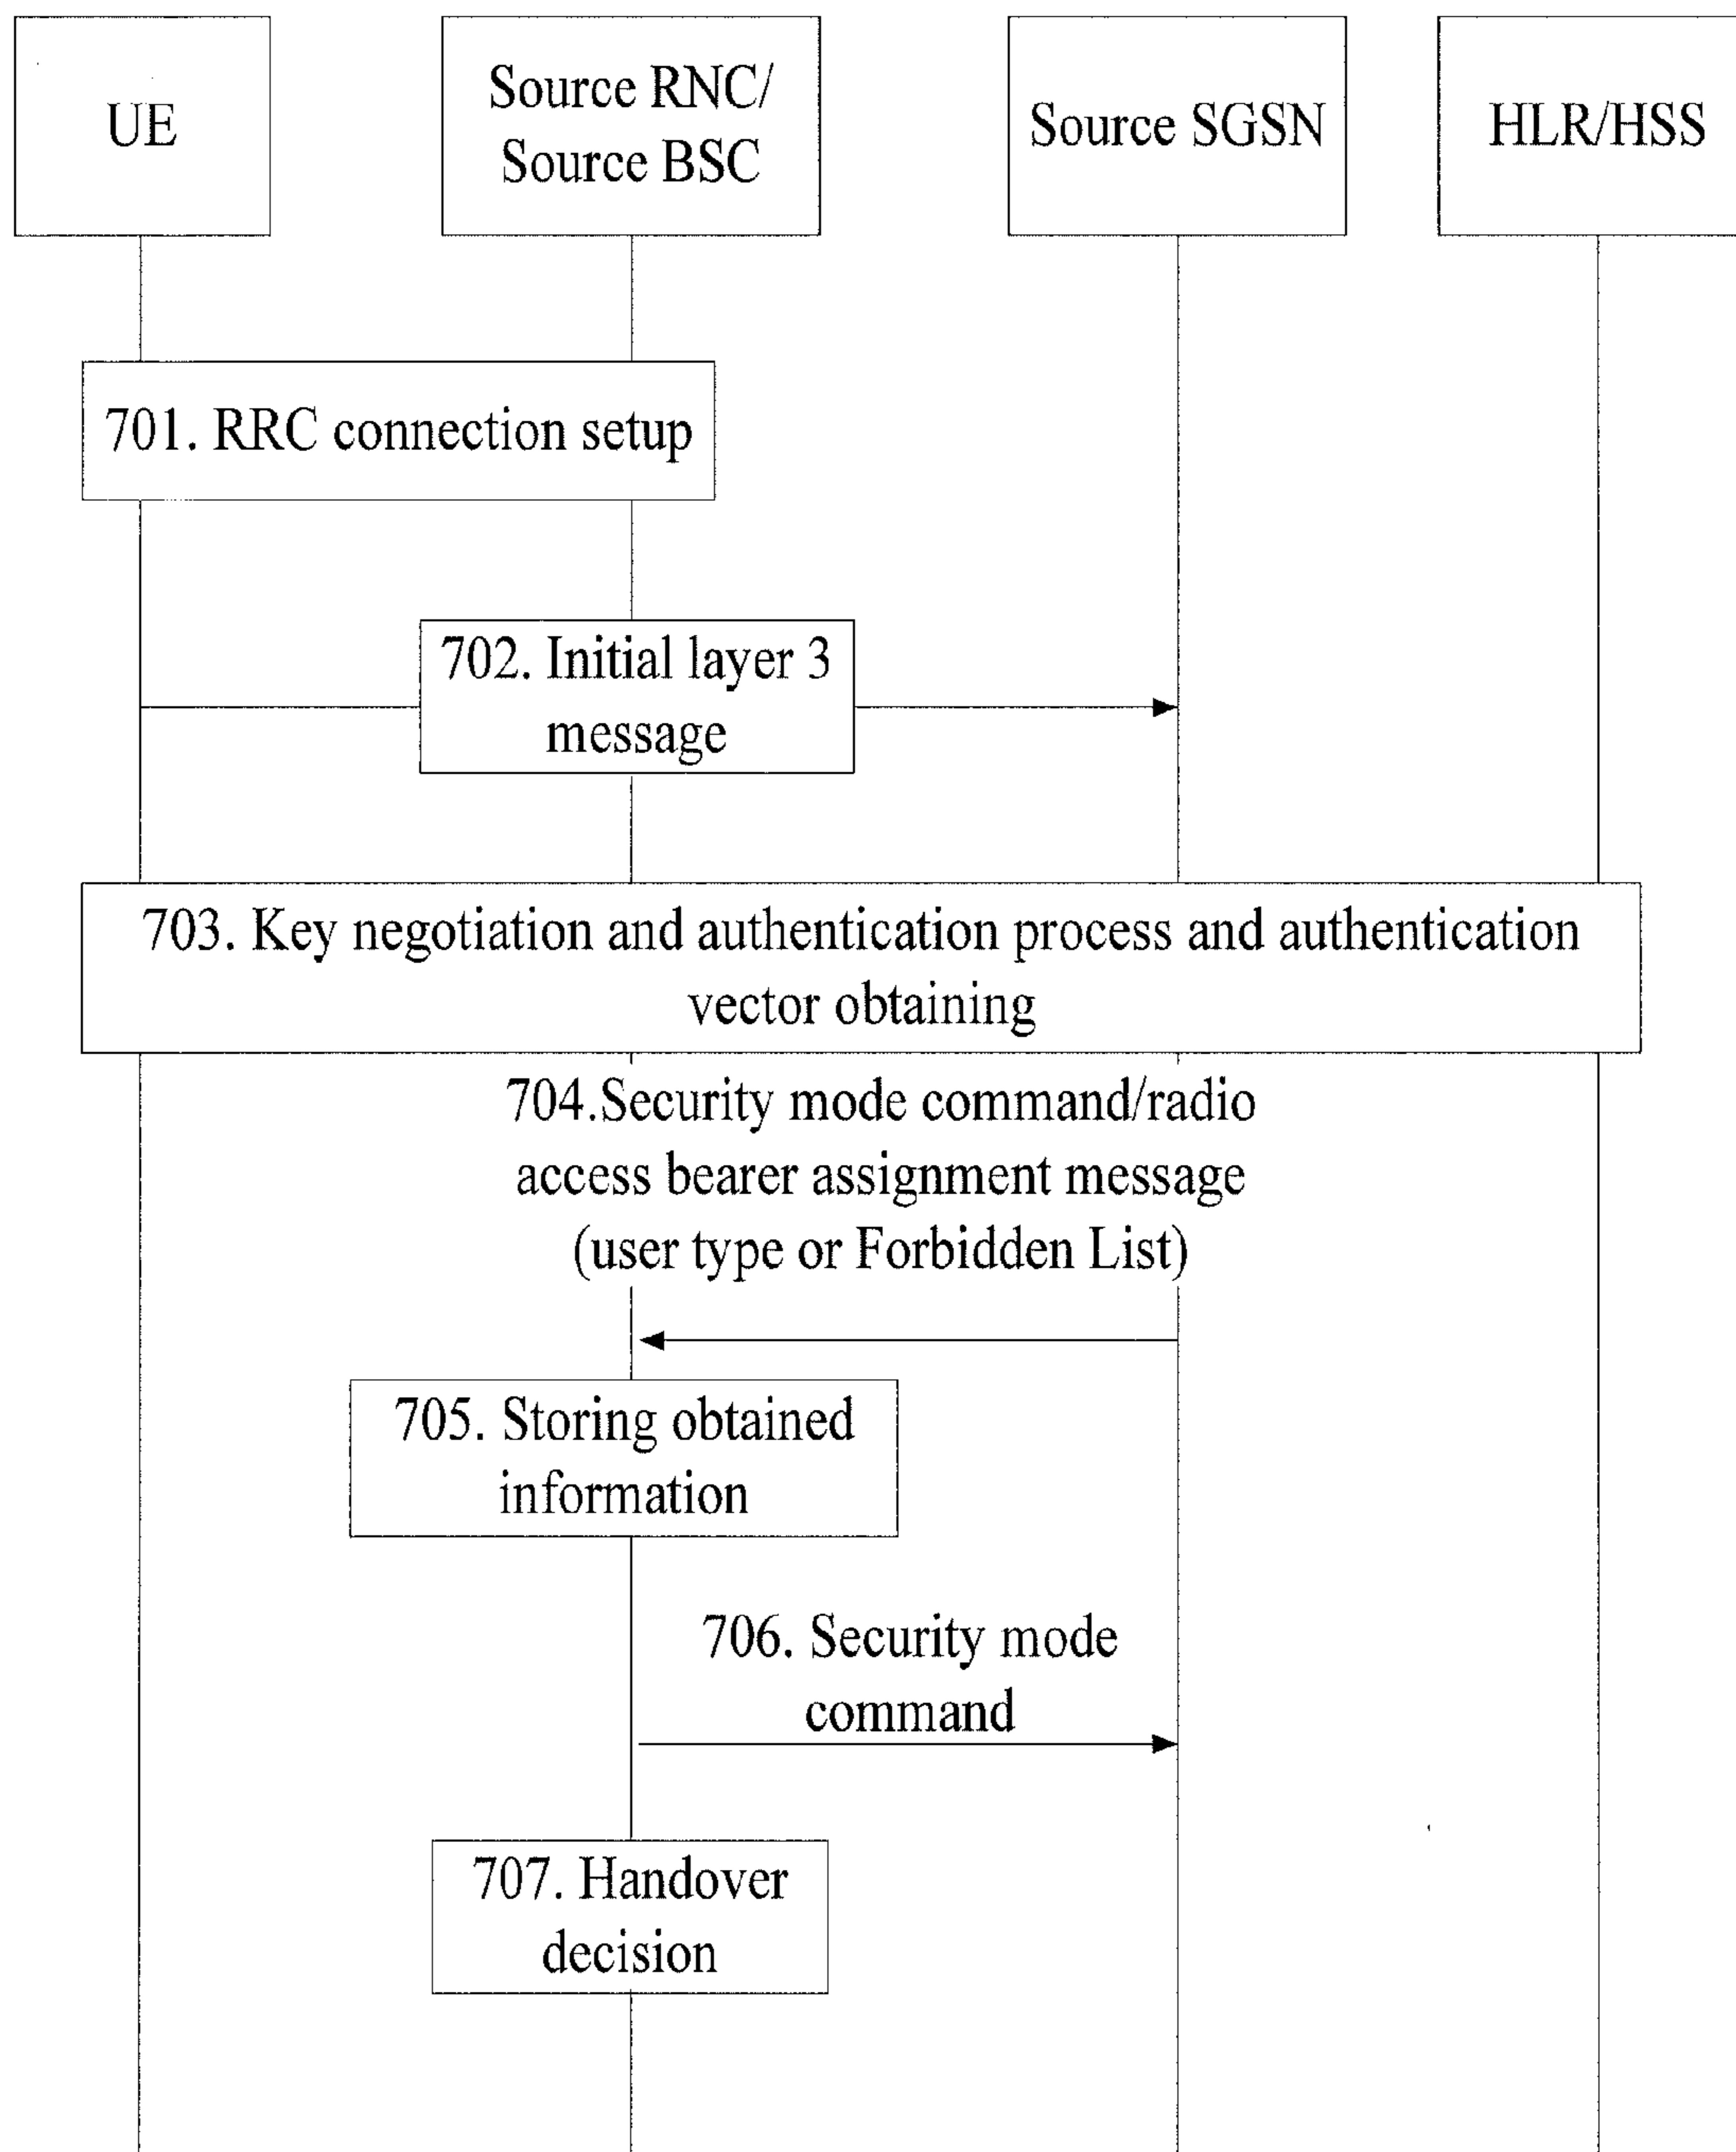 UE
Source RNC/
Source BSC
Source SGSN
HLR/HSS
701. RRC connection setup
702. Initial layer 3
message
703. Key negotiation and authentication process and authentication
vector obtaining
704.Security mode command/radio
access bearer assignment message
(user type or Forbidden List)
705. Storing obtained
information
706. Security mode
command
707. Handover
decision